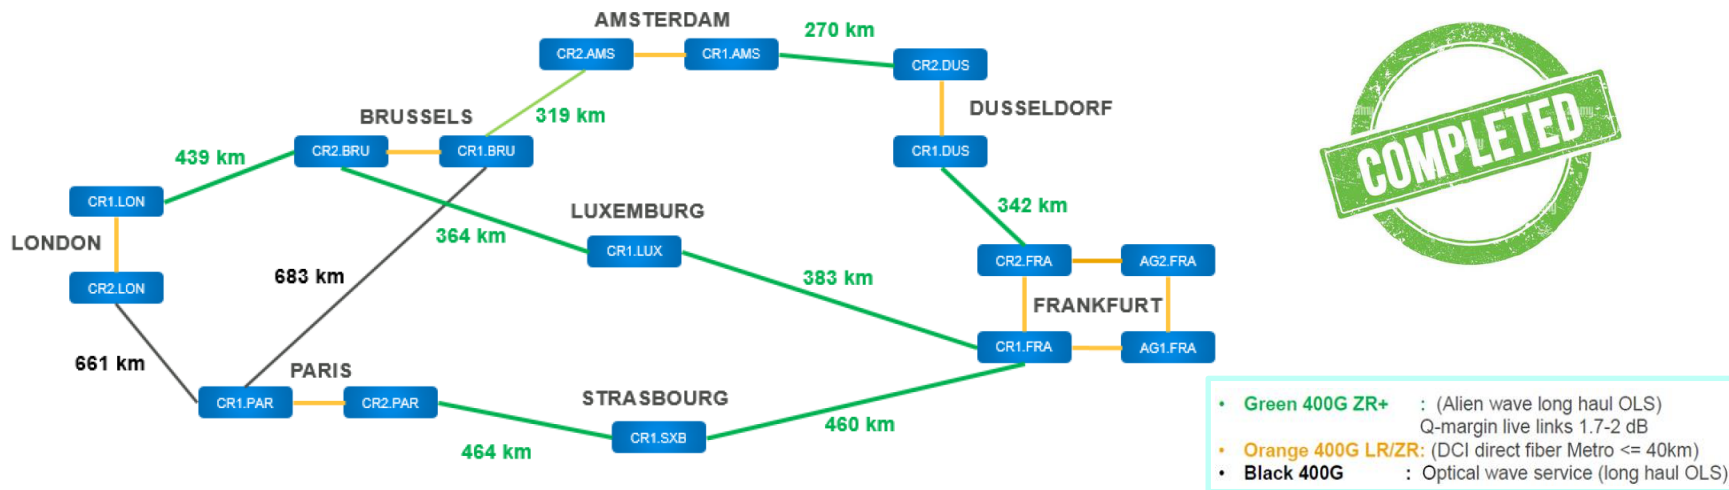 AMSTERDAM
270 km
CR2.AMS
CR1.AMS
CR2.DUS
DUSSELDORF
319 km
BRUSSELS
439 km
CR2.BRU
CR1.BRU
CR1.DUS
COMPLETED
CR1.LON
LUXEMBURG
342 km
364 km
LONDON
CR1.LUX
CR2.FRA
AG2.FRA
683 km
383 km
CR2.LON
FRANKFURT
CR1.FRA
AG1.FRA
661 km
PARIS
STRASBOURG
CR1.PAR
CR2.PAR
460 km
CR1.SXB
464 km
• Green 400G ZR+ : (Alien wave long haul OLS)
Q-margin live links 1.7-2 dB
• Orange 400G LR/ZR: (DCI direct fiber Metro <= 40km)
• Black 400G : Optical wave service (long haul OLS)